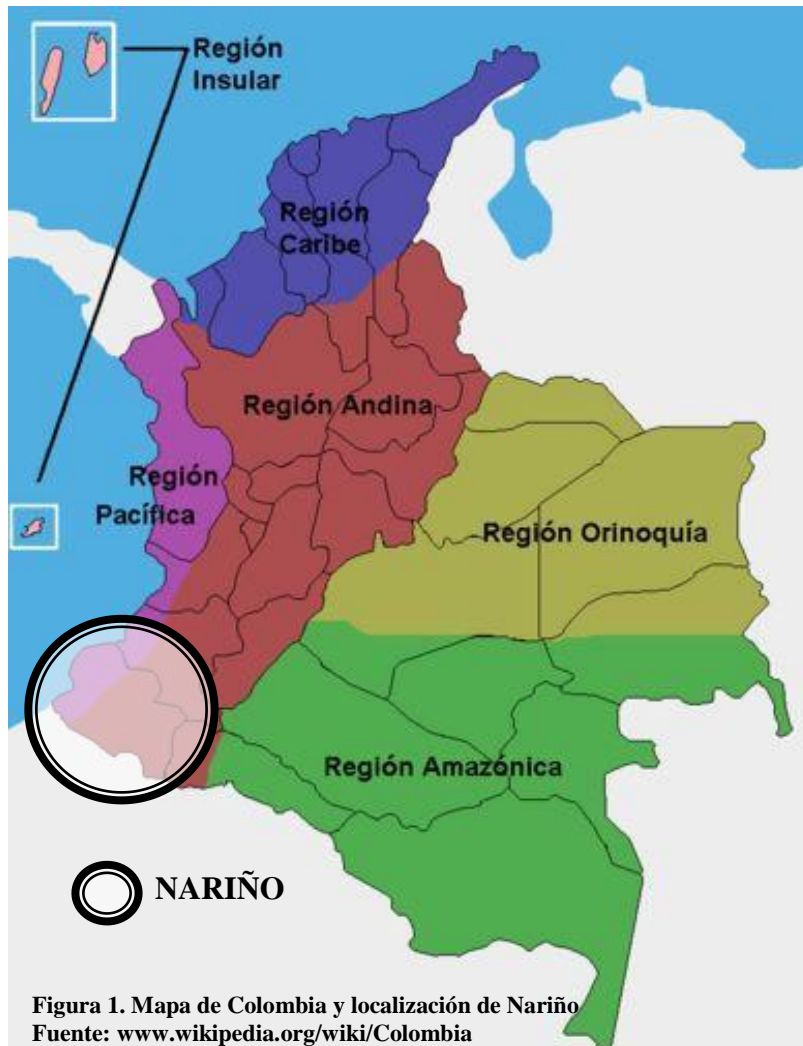 Región
Insular
Región
Caribe
Región Andina
Región
Pacífica
Región Orinoquía
Región Amazónica
NARIÑO
Figura 1. Mapa de Colombia y localización de Nariño
Fuente: www.wikipedia.org/wiki/Colombia